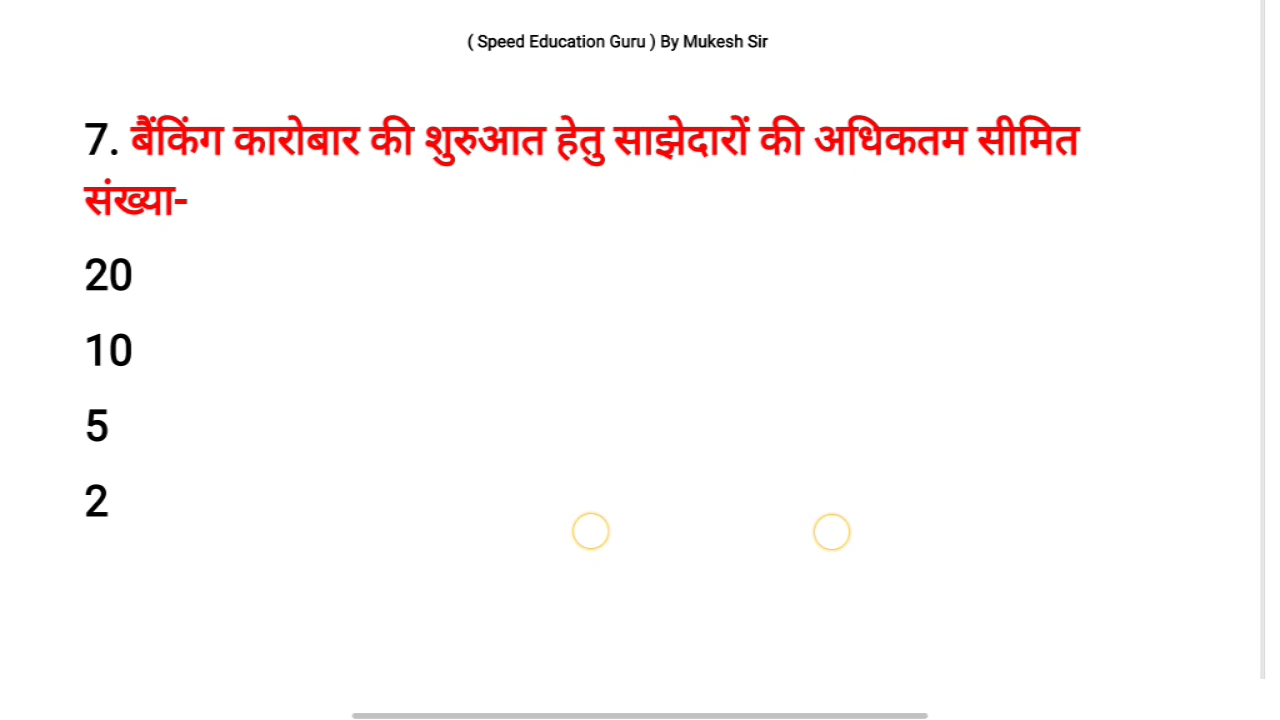 ( Speed Education Guru ) By Mukesh Sir
7. बैंकिंग कारोबार की शुरुआत हेतु साझेदारों की अधिकतम सीमित
संख्या-
20
10
5
2